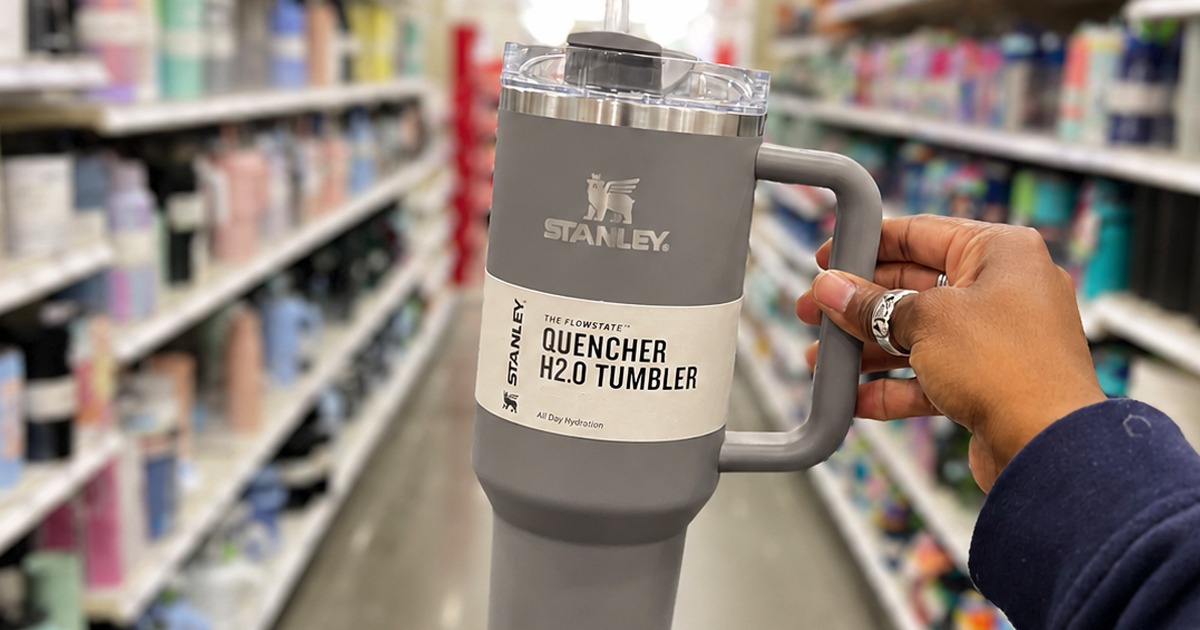 STANLEY®
STANLEY®
THE FLOWSTATE™
QUENCHER
H2.0 TUMBLER
All Day Hydration